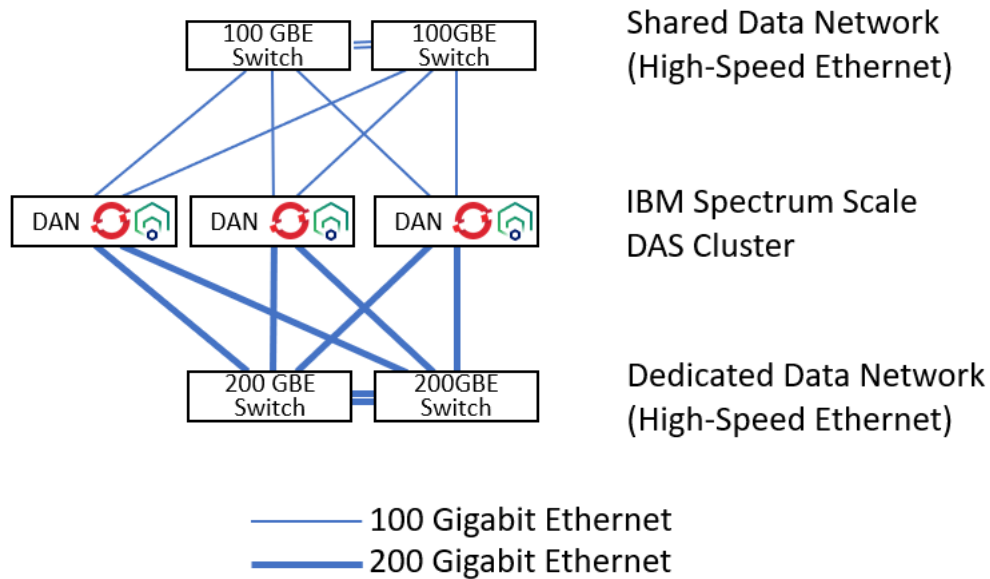 100 GBE
Switch
100GBE
Switch
Shared Data Network
(High-Speed Ethernet)
DAN
DAN
DAN
IBM Spectrum Scale
DAS Cluster
200 GBE
Switch
200GBE
Switch
Dedicated Data Network
(High-Speed Ethernet)
100 Gigabit Ethernet
200 Gigabit Ethernet